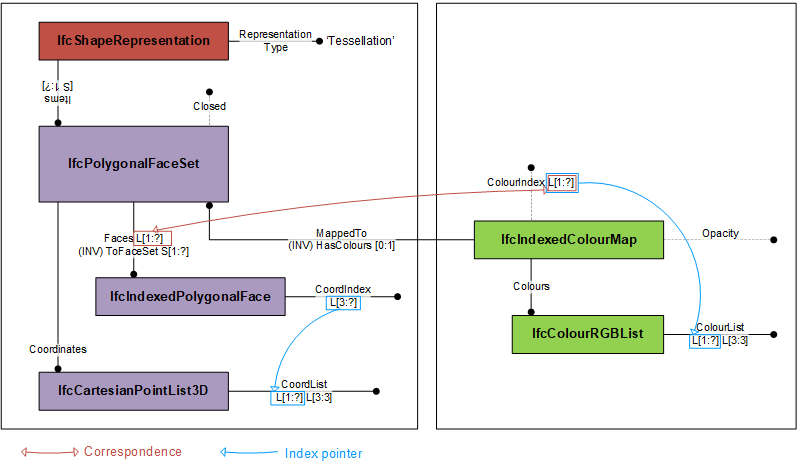 IfcShapeRepresentation
Representation
Type
‘Tessellation’
Items
S[1:?]
Closed
IfcPolygonalFaceSet
ColourIndex L[1:?]
Faces L[1:?]
(INV) ToFaceSet S[1:?]
MappedTo
(INV) HasColours [0:1]
IfcIndexedColourMap
Opacity
IfcIndexedPolygonalFace
CoordIndex
L[3:?]
Colours
IfcColourRGBList
ColourList
L[1:?] L[3:3]
Coordinates
IfcCartesianPointList3D
CoordList
L[1:?] L[3:3]
Correspondence
Index pointer